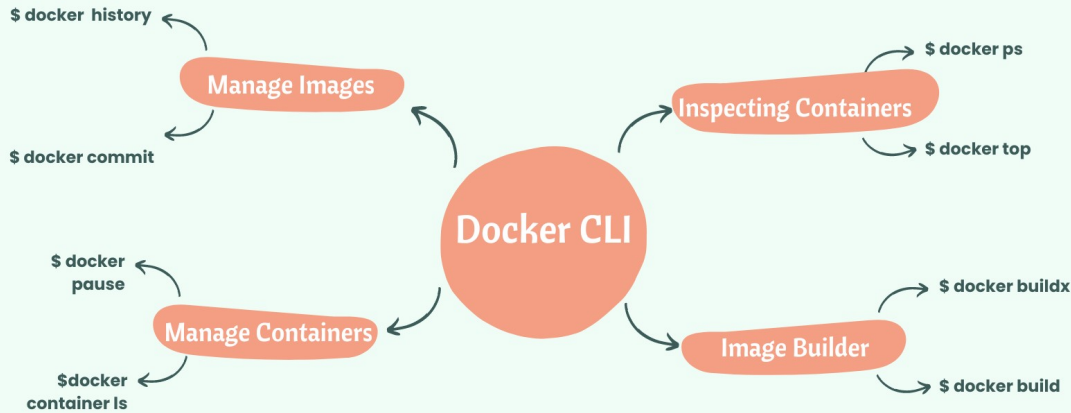 $ docker history
Manage Images
$ docker commit
$ docker ps
Inspecting Containers
$ docker top
Docker CLI
$ docker
pause
Manage Containers
$docker
container ls
$ docker buildx
Image Builder
$ docker build